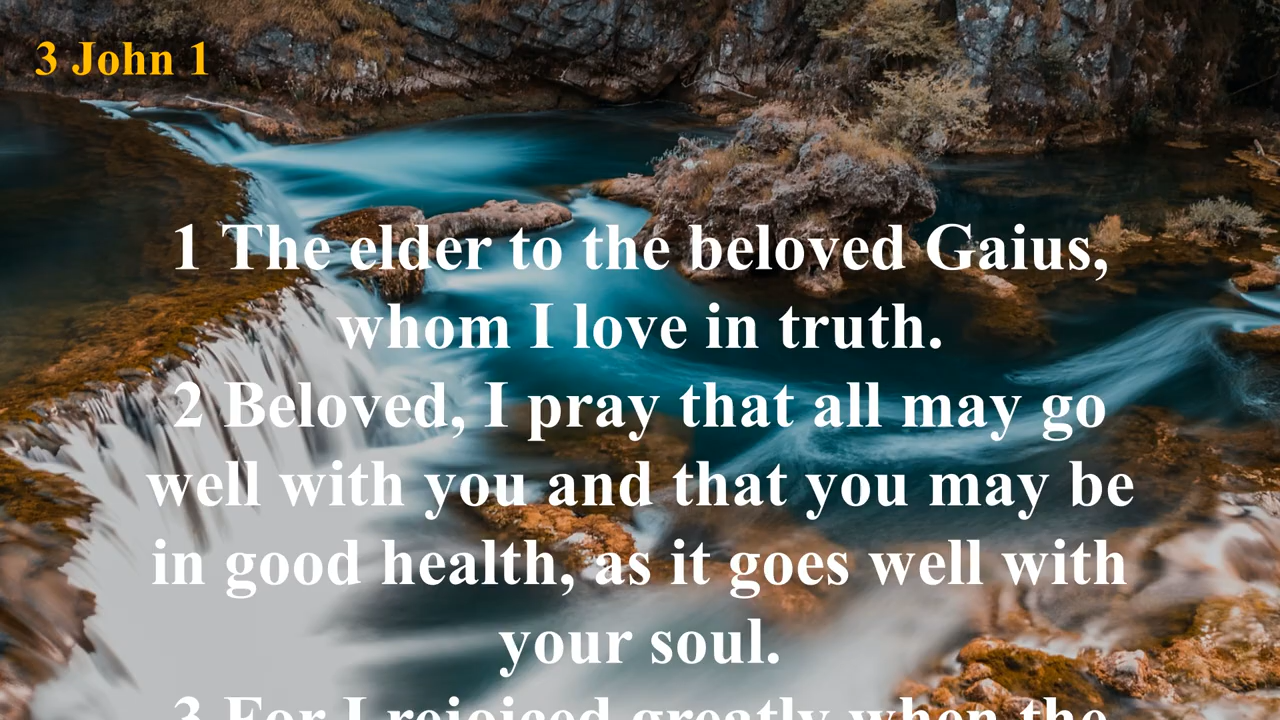 3 John 1
1 The elder to the beloved Gaius,
whom I love in truth.
2 Beloved, I pray that all may go
well with you and that you may be
in good health, as it goes well with
your soul.
3 For I rejoiced greatly when the